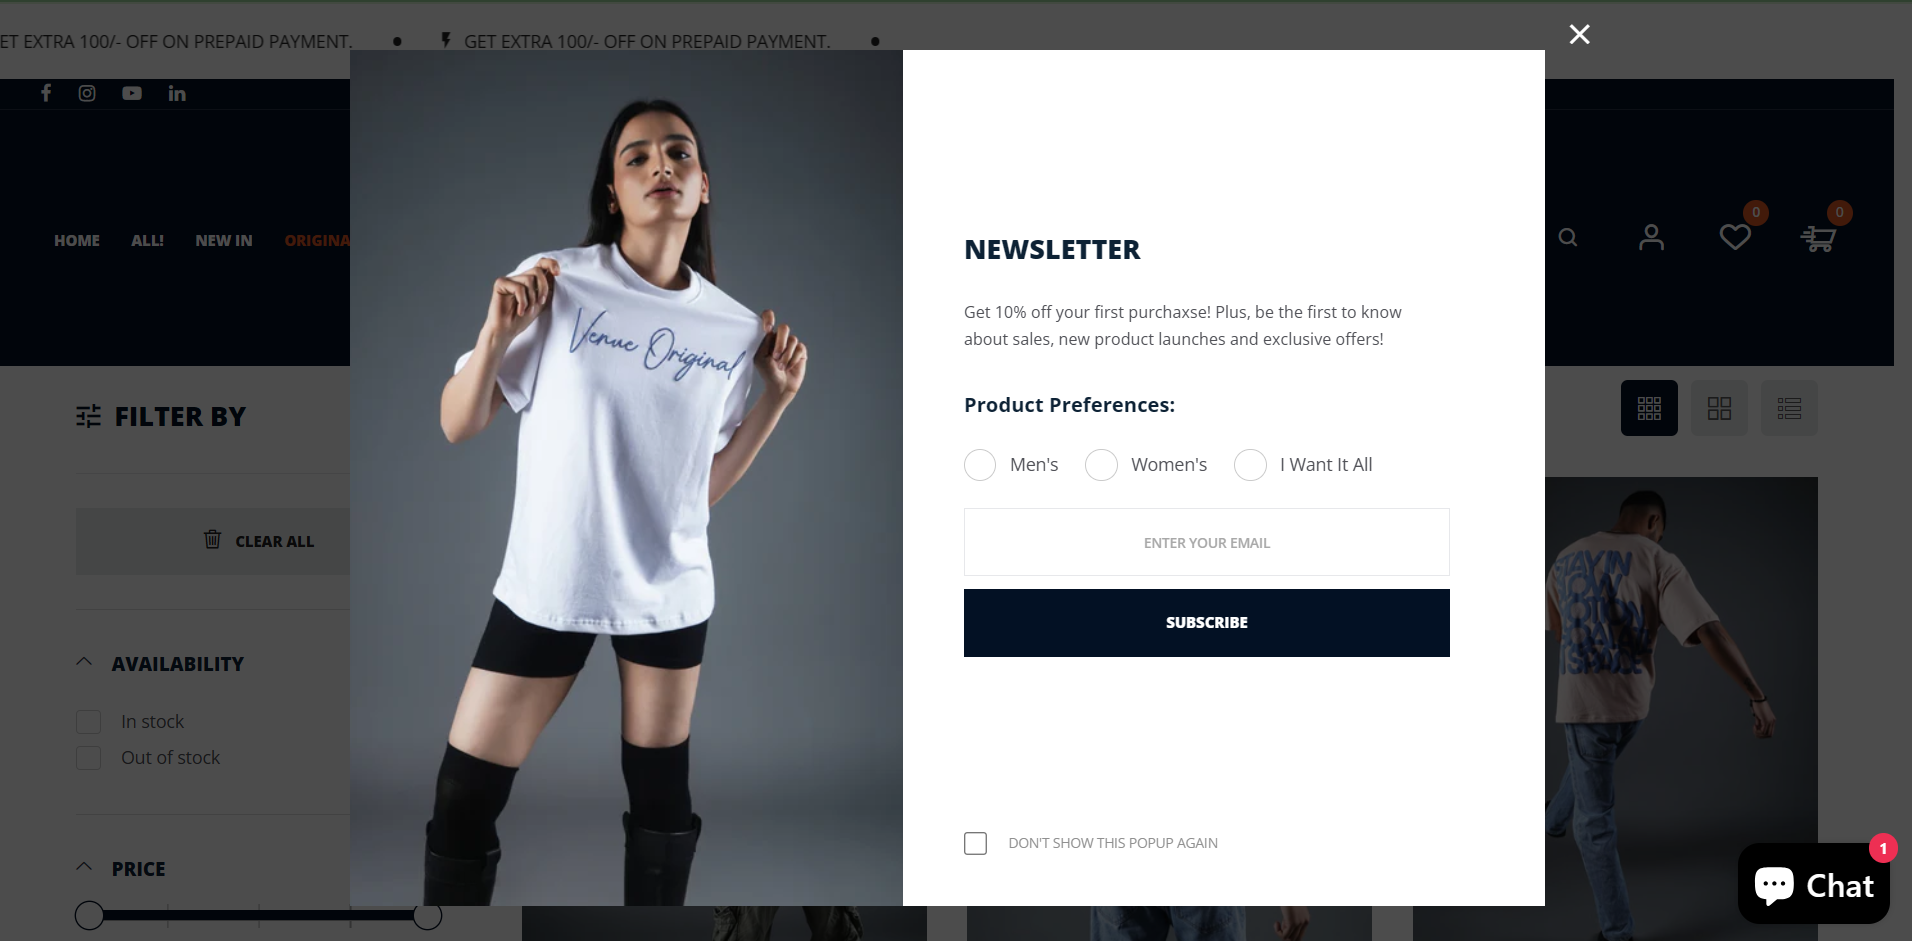 ET EXTRA 100/- OFF ON PREPAID PAYMENT. • GET EXTRA 100/- OFF ON PREPAID PAYMENT. •
HOME ALL! NEW IN ORIGINA
0 0
Venue Original
NEWSLETTER
Get 10% off your first purchaxse! Plus, be the first to know
about sales, new product launches and exclusive offers!
Product Preferences:
Men's Women's I Want It All
ENTER YOUR EMAIL
SUBSCRIBE
DON'T SHOW THIS POPUP AGAIN
FILTER BY
CLEAR ALL
AVAILABILITY
In stock
Out of stock
PRICE
STAY IN
1
Chat